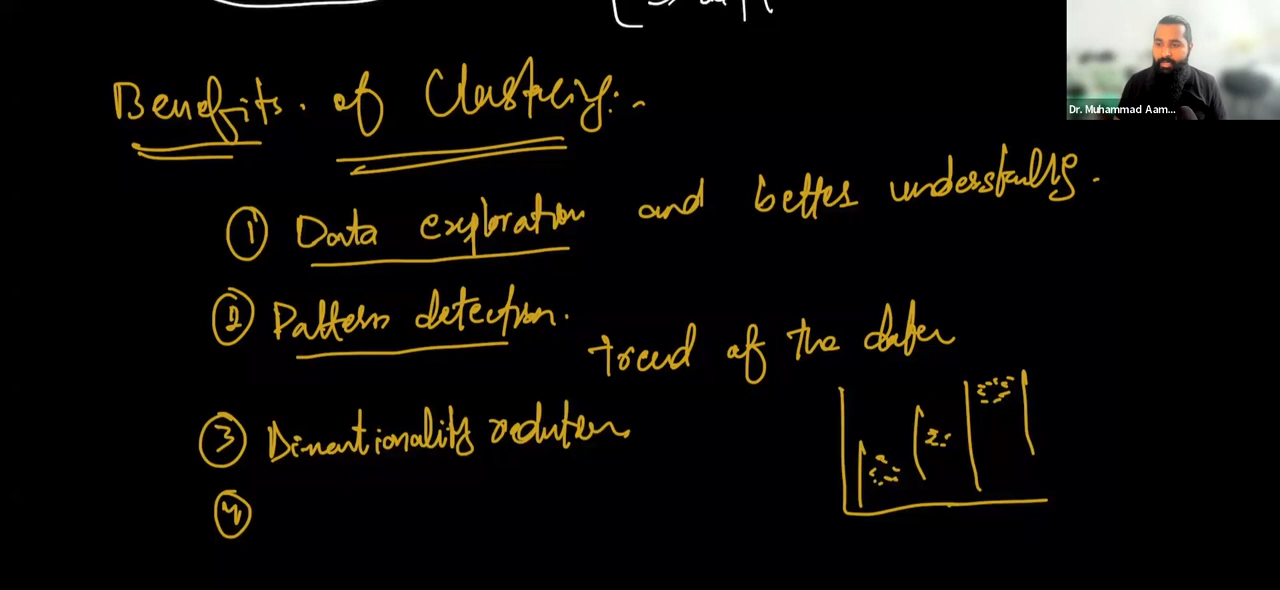 Benefits of Clustering:-
Dr. Muhammad Aam...
① Data exploration and better understanding.
② Pattern detection.
trend of the data
③ Dimentionality reduction
④